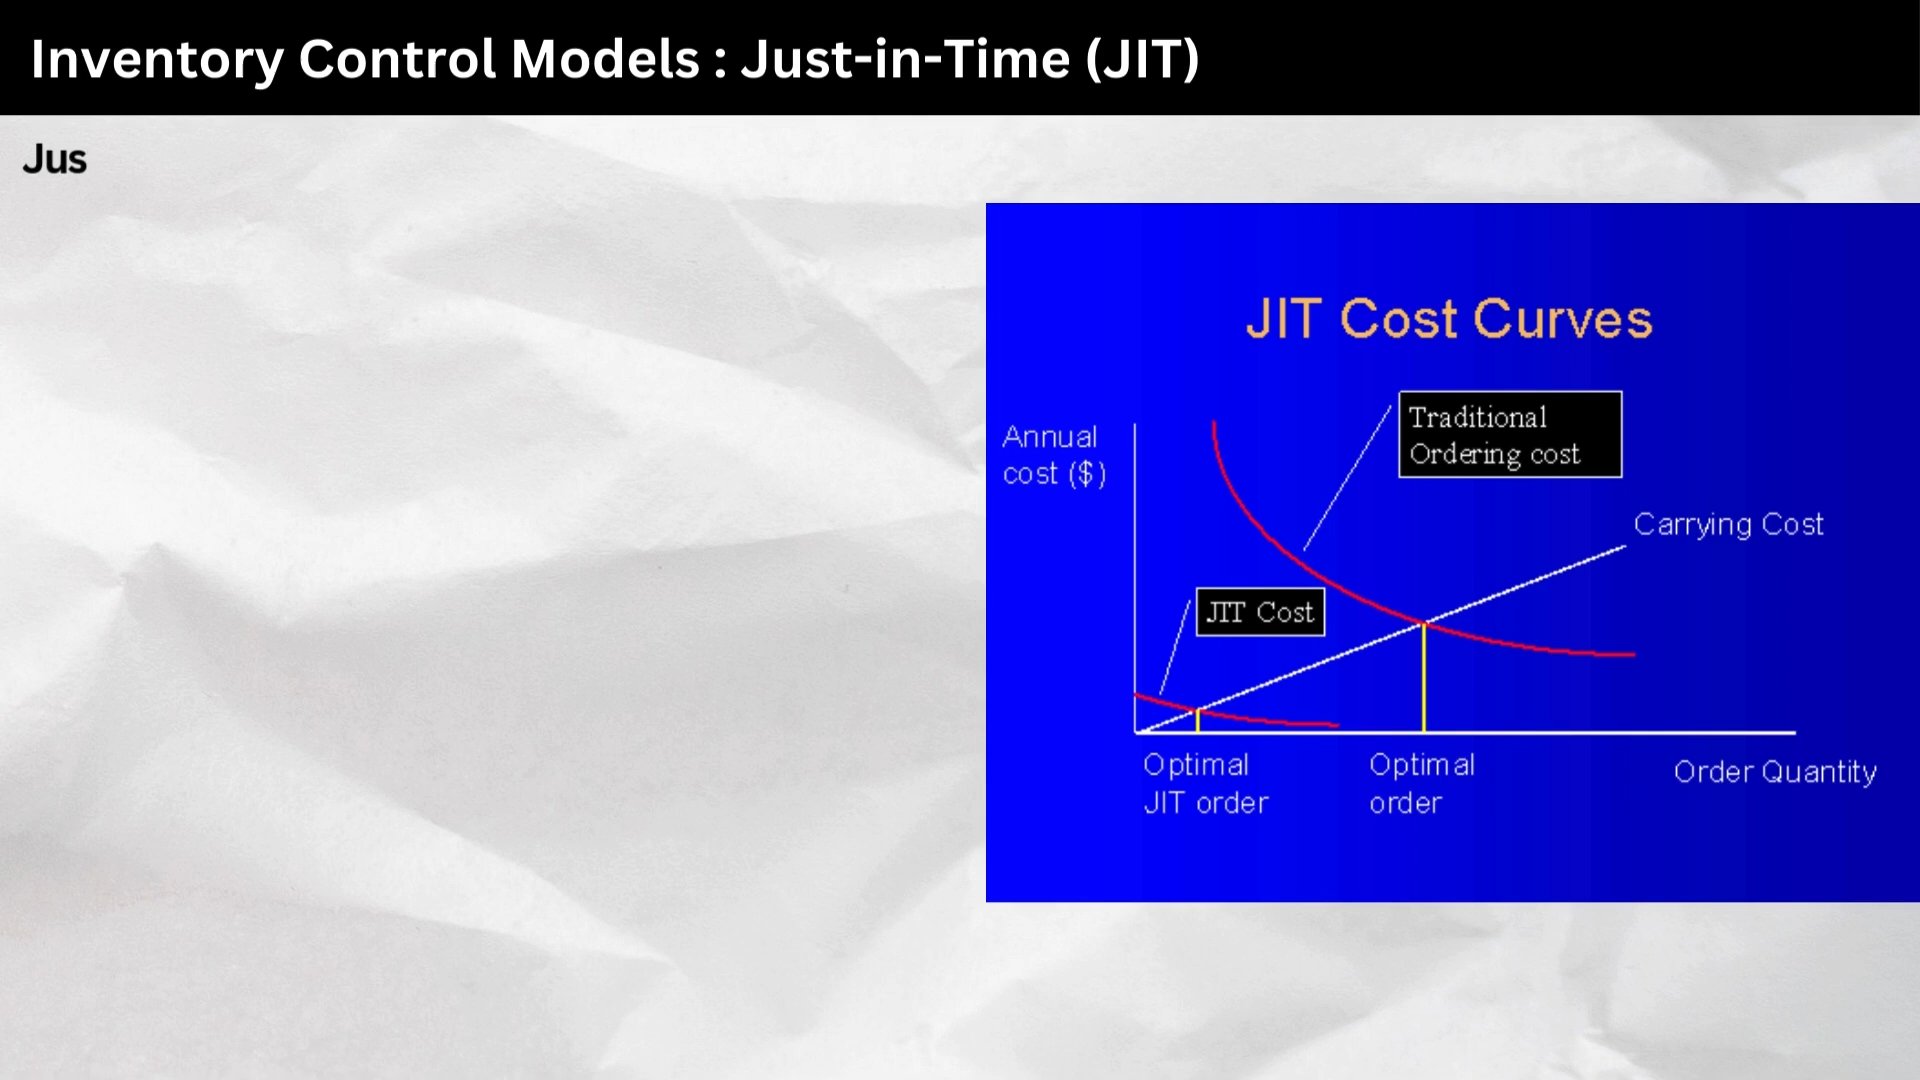 Inventory Control Models : Just-in-Time (JIT)
Jus
JIT Cost Curves
Traditional
Ordering cost
Annual
cost ($)
Carrying Cost
JIT Cost
Optimal
JIT order
Optimal
order
Order Quantity